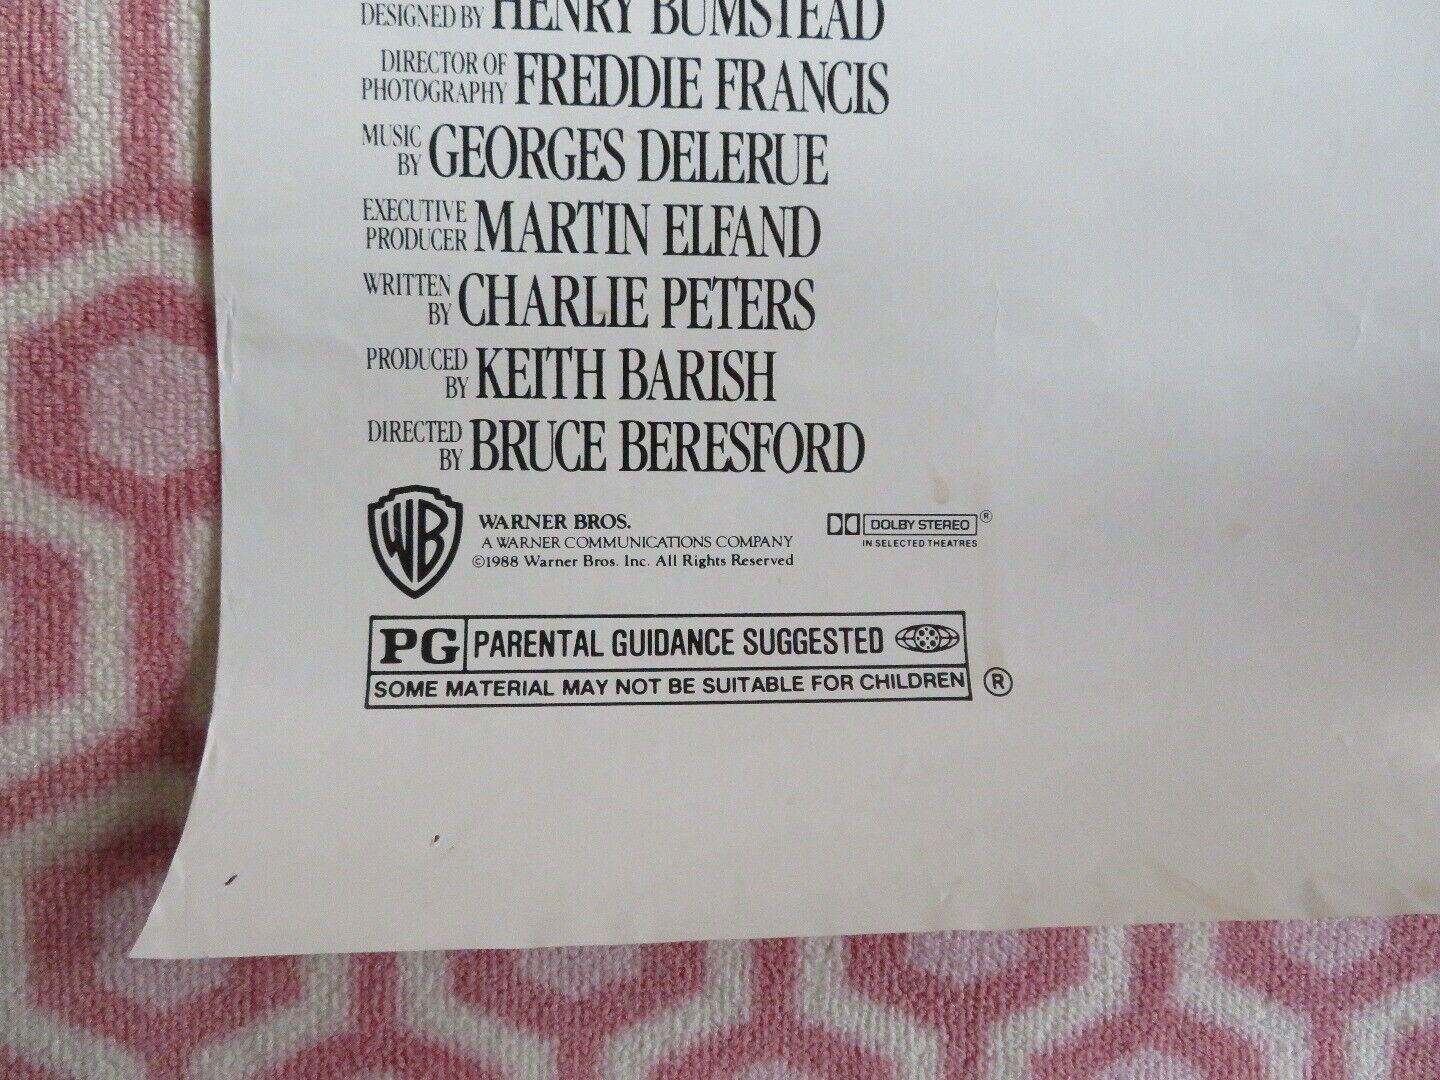 DESIGNED BY HENRY BUMSTEAD
DIRECTOR OF PHOTOGRAPHY FREDDIE FRANCIS
MUSIC BY GEORGES DELERUE
EXECUTIVE PRODUCER MARTIN ELFAND
WRITTEN BY CHARLIE PETERS
PRODUCED BY KEITH BARISH
DIRECTED BY BRUCE BERESFORD
WB WARNER BROS.
A WARNER COMMUNICATIONS COMPANY
©1988 Warner Bros. Inc. All Rights Reserved
DOLBY STEREO ®
IN SELECTED THEATRES
PG PARENTAL GUIDANCE SUGGESTED
SOME MATERIAL MAY NOT BE SUITABLE FOR CHILDREN ®